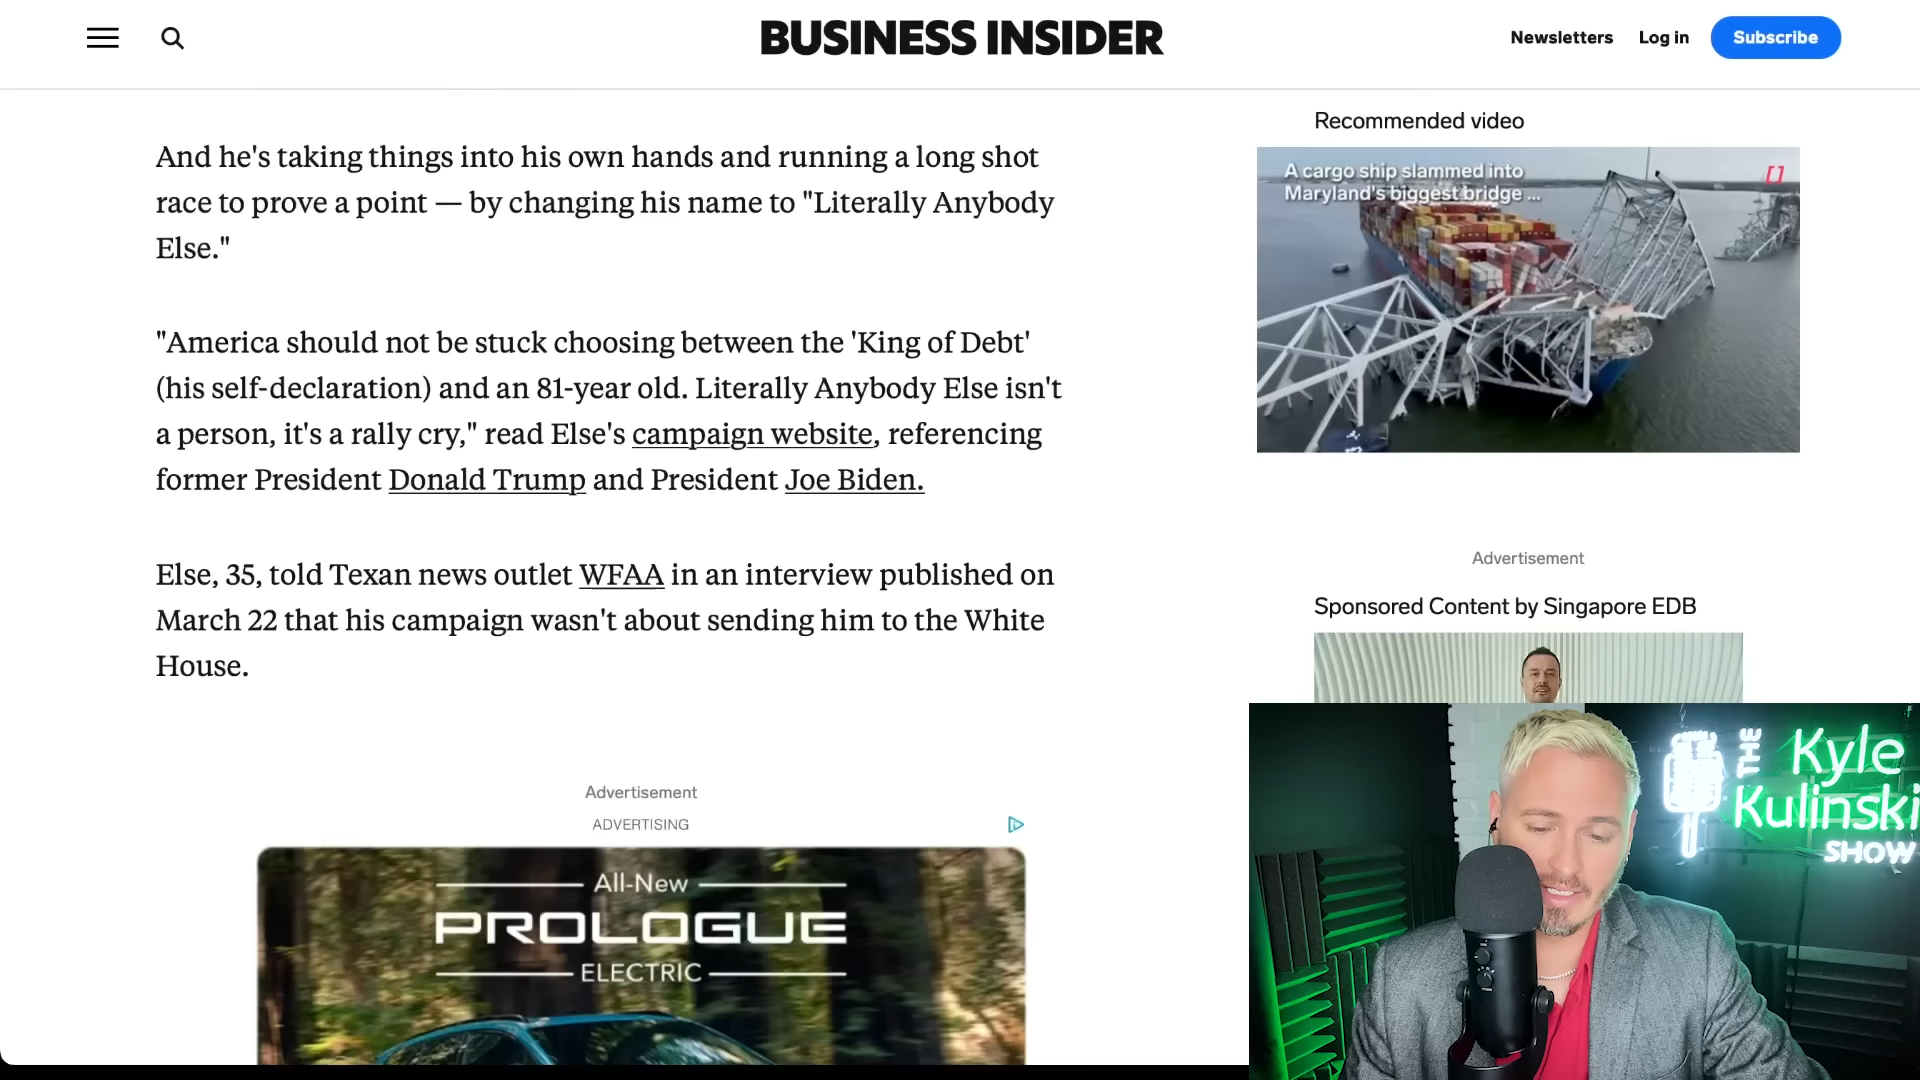 BUSINESS INSIDER
Newsletters
Log in
Subscribe
And he's taking things into his own hands and running a long shot
race to prove a point — by changing his name to "Literally Anybody
Else."
"America should not be stuck choosing between the 'King of Debt'
(his self-declaration) and an 81-year old. Literally Anybody Else isn't
a person, it's a rally cry," read Else's campaign website, referencing
former President Donald Trump and President Joe Biden.
Else, 35, told Texan news outlet WFAA in an interview published on
March 22 that his campaign wasn't about sending him to the White
House.
Advertisement
ADVERTISING
All-New
PROLOGUE
ELECTRIC
Recommended video
A cargo ship slammed into
Maryland's biggest bridge ...
Advertisement
Sponsored Content by Singapore EDB
THE
Kyle
Kulinski
SHOW